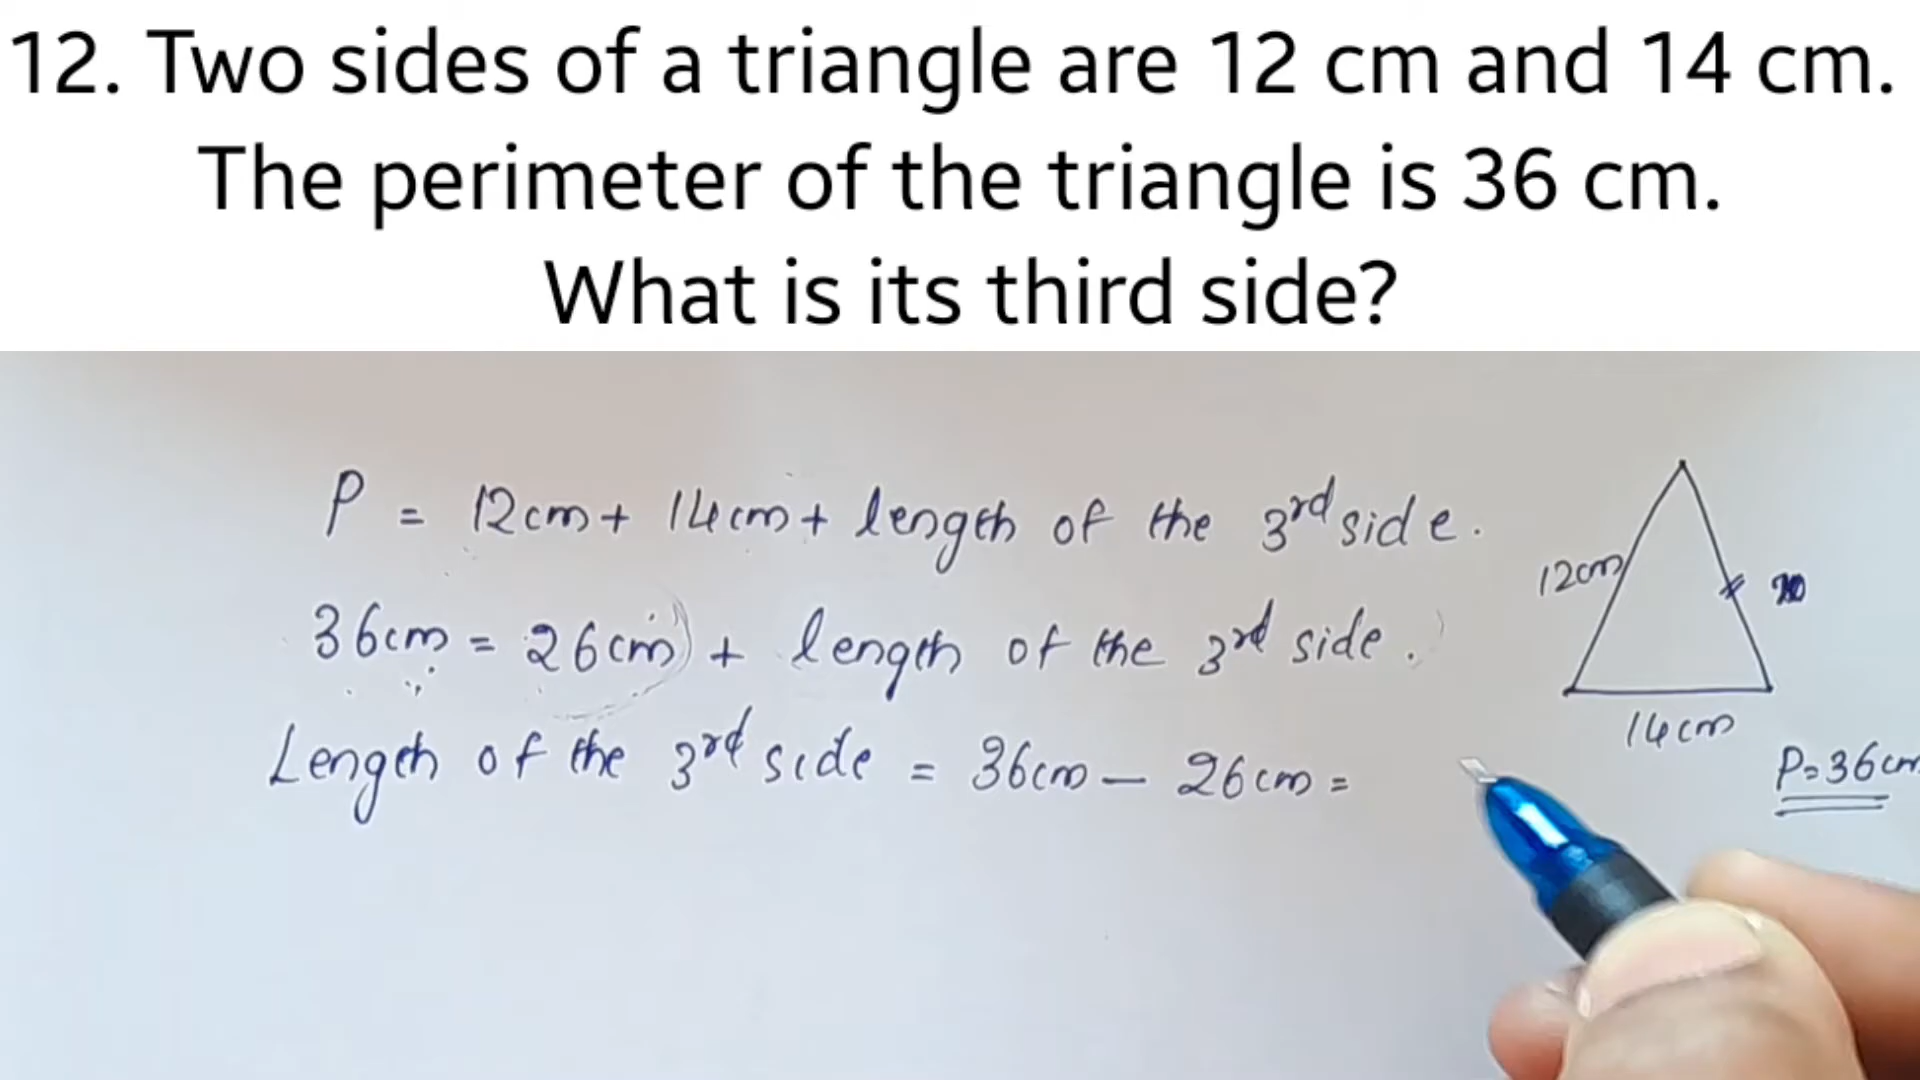 12. Two sides of a triangle are 12 cm and 14 cm.
The perimeter of the triangle is 36 cm.
What is its third side?
P = 12cm + 14cm + length of the 3rd side.
36cm = 26cm + length of the 3rd side.
Length of the 3rd side = 36cm - 26cm =
12cm
14cm
P=36cm